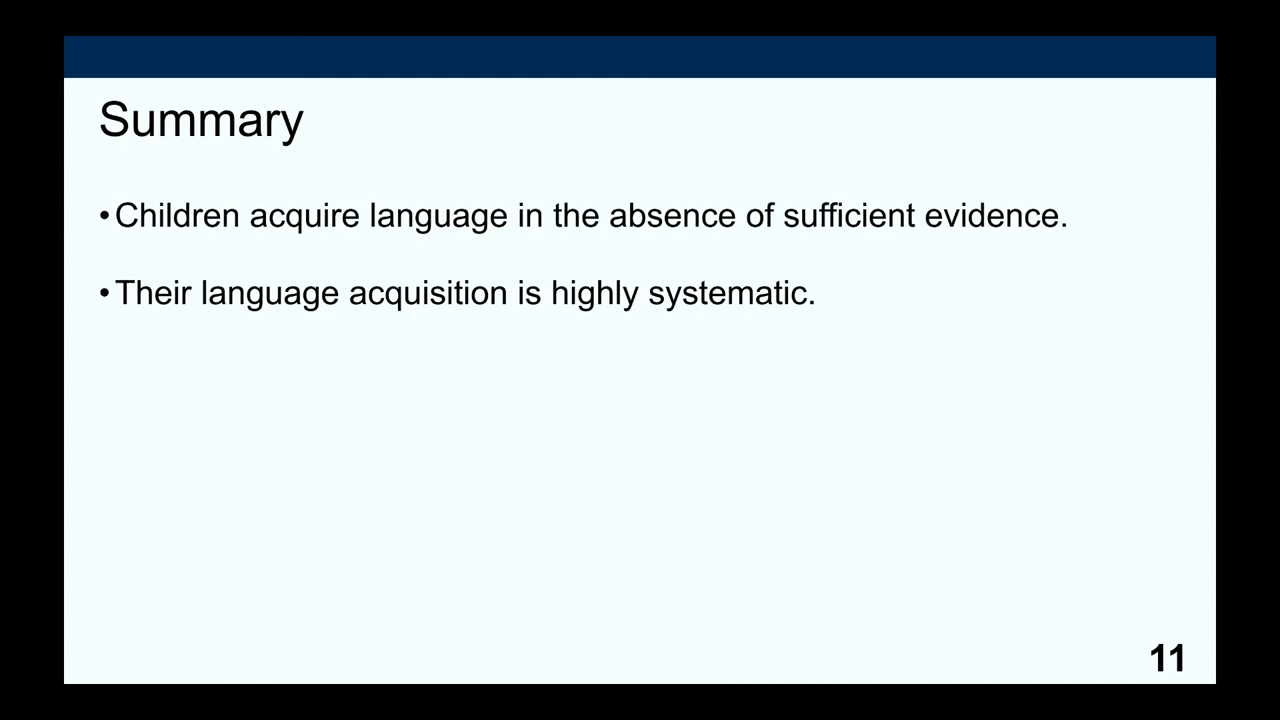 Summary
•Children acquire language in the absence of sufficient evidence.
•Their language acquisition is highly systematic.
11